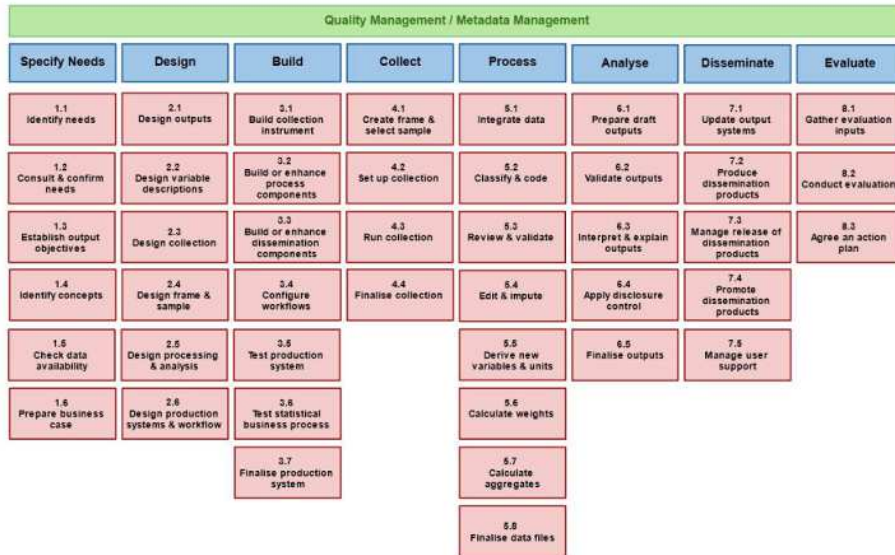 Quality Management / Metadata Management
Specify Needs
Design
Build
Collect
Process
Analyse
Disseminate
Evaluate
1.1
Identify needs
2.1
Design outputs
3.1
Build collection
instrument
4.1
Create frame &
select sample
5.1
Integrate data
6.1
Prepare draft
outputs
7.1
Update output
systems
8.1
Gather evaluation
inputs
1.2
Consult & confirm
needs
2.2
Design variable
descriptions
3.2
Build or enhance
process
components
4.2
Set up collection
5.2
Classify & code
6.2
Validate outputs
7.2
Produce
dissemination
products
8.2
Conduct evaluation
1.3
Establish output
objectives
2.3
Design collection
3.3
Build or enhance
dissemination
components
4.3
Run collection
5.3
Review & validate
6.3
Interpret & explain
outputs
7.3
Manage release of
dissemination
products
8.3
Agree an action
plan
1.4
Identify concepts
2.4
Design frame &
sample
3.4
Configure
workflows
4.4
Finalise collection
5.4
Edit & impute
6.4
Apply disclosure
control
7.4
Promote
dissemination
products
1.5
Check data
availability
2.5
Design processing
& analysis
3.5
Test production
system
5.5
Derive new
variables & units
6.5
Finalise outputs
7.5
Manage user
support
1.6
Prepare business
case
2.6
Design production
systems & workflow
3.6
Test statistical
business process
5.6
Calculate weights
3.7
Finalise production
system
5.7
Calculate
aggregates
5.8
Finalise data files